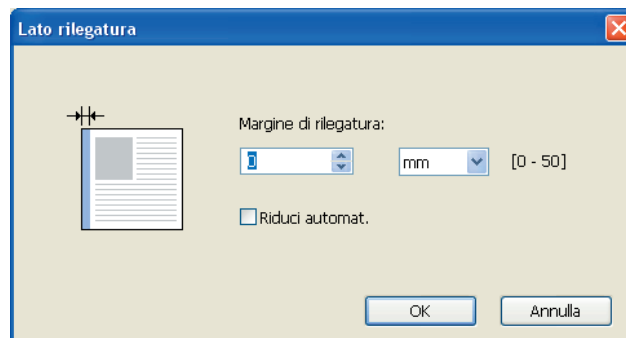 Lato rilegatura
Margine di rilegatura:
0 mm [0 - 50]
Riduci automat.
OK Annulla